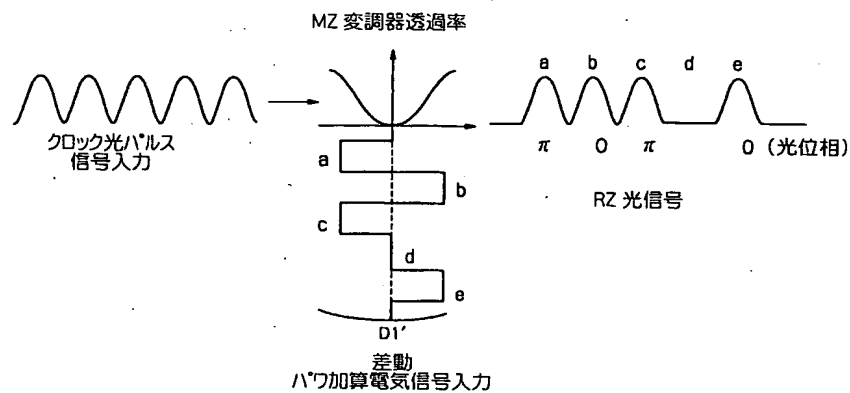 MZ 変調器透過率
a b c d e
クロック光パルス
信号入力
π 0 π 0 (光位相)
RZ 光信号
a
b
c
d
e
D1′
差動
パワ加算電気信号入力